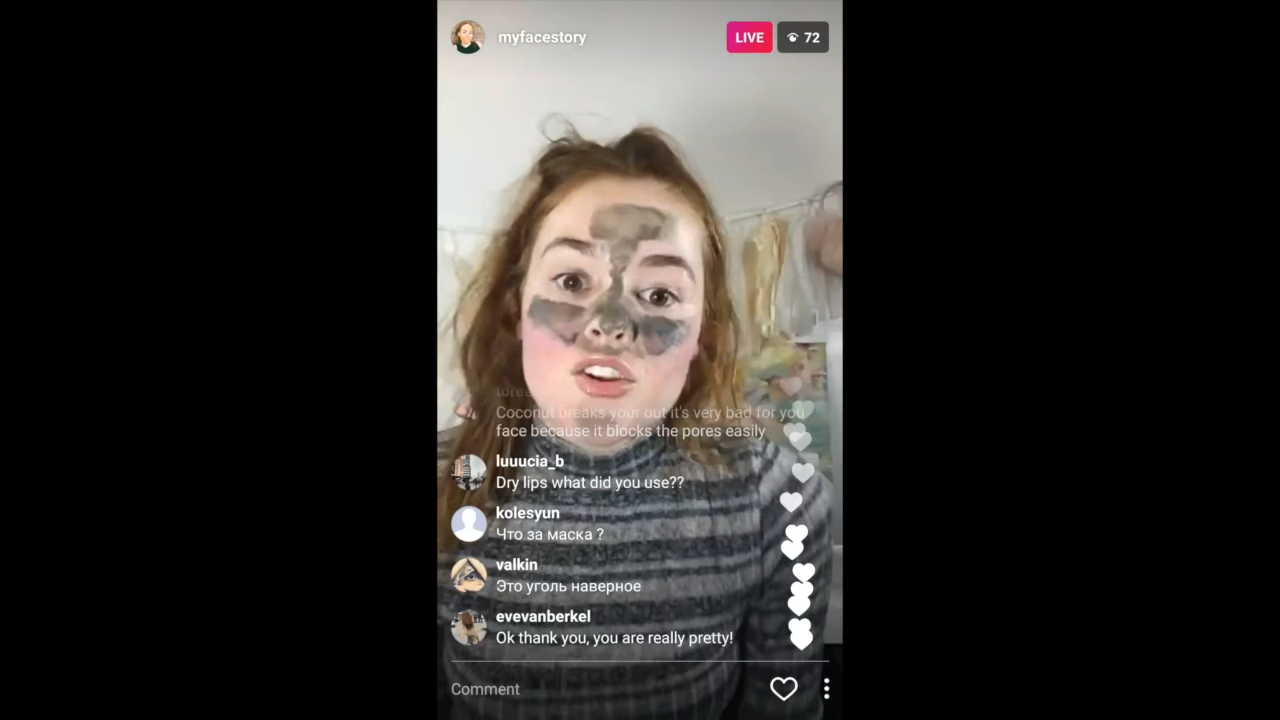 myfacestory
LIVE
72
Coconut breaks your out it's very bad for you
face because it blocks the pores easily
luuucia_b
Dry lips what did you use??
kolesyun
Что за маска ?
valkin
Это уголь наверное
evevanberkel
Ok thank you, you are really pretty!
Comment